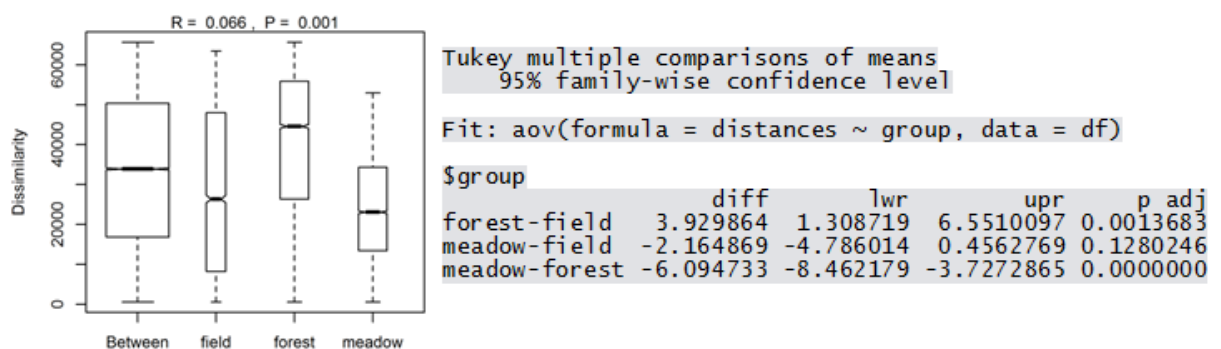 R = 0.066 , P = 0.001
Dissimilarity
60000
40000
20000
0
Between field forest meadow
Tukey multiple comparisons of means
95% family-wise confidence level
Fit: aov(formula = distances ~ group, data = df)
$group
diff lwr upr p adj
forest-field 3.929864 1.308719 6.5510097 0.0013683
meadow-field -2.164869 -4.786014 0.4562769 0.1280246
meadow-forest -6.094733 -8.462179 -3.7272865 0.0000000